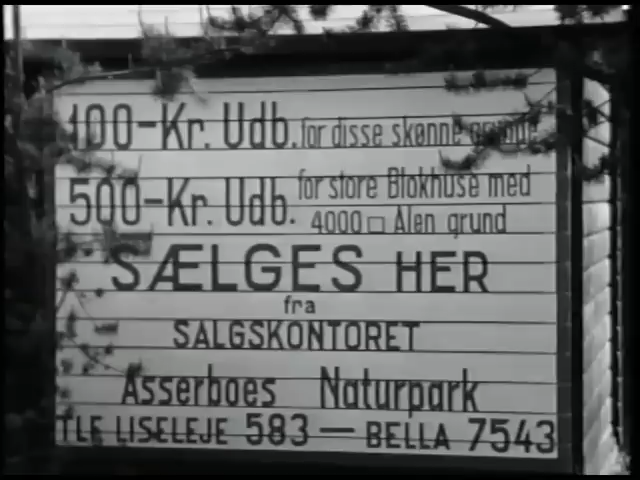 100-Kr. Udb. for disse skønne grunde
500-Kr. Udb. for store Blokhuse med
4000 □ Alen grund
SÆLGES HER
fra
SALGSKONTORET
Asserboes Naturpark
TLF LISELEJE 583 — BELLA 7543